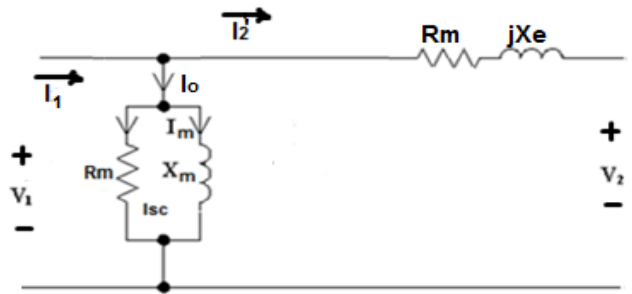 I2'
Rm jXe
I1
Io
+ Im +
V1 Rm Xm V2
Isc
- -